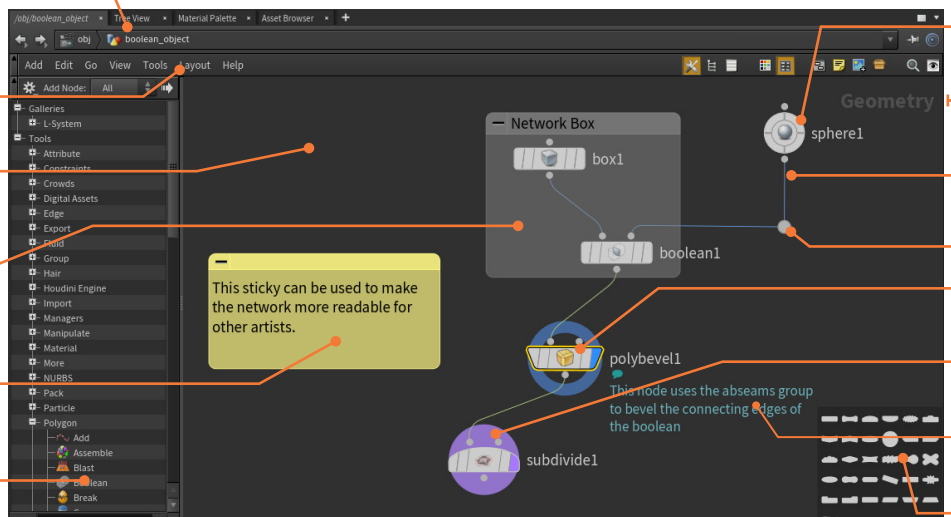 /obj/boolean_object
Tree View
Material Palette
Asset Browser
obj
boolean_object
Add Edit Go View Tools Layout Help
Add Node: All
Galleries
L-System
Tools
Attribute
Constraints
Crowds
Digital Assets
Edge
Export
Fluid
Group
Hair
Houdini Engine
Import
Managers
Manipulate
Material
More
NURBS
Pack
Particle
Polygon
Add
Assemble
Blast
Boolean
Break
Geometry
Network Box
box1
sphere1
boolean1
This sticky can be used to make
the network more readable for
other artists.
polybevel1
This node uses the abseams group
to bevel the connecting edges of
the boolean
subdivide1